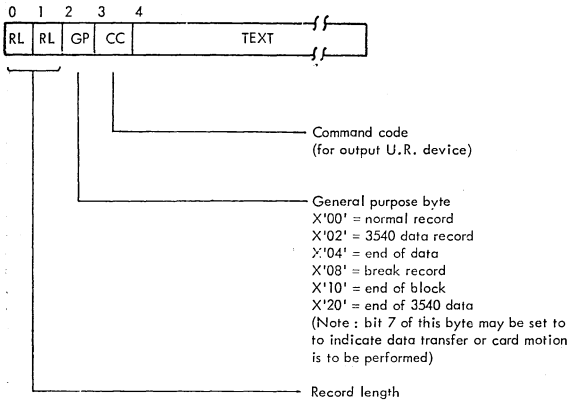 0 1 2 3 4
RL RL GP CC TEXT
Command code
(for output U.R. device)
General purpose byte
X'00' = normal record
X'02' = 3540 data record
X'04' = end of data
X'08' = break record
X'10' = end of block
X'20' = end of 3540 data
(Note : bit 7 of this byte may be set to
to indicate data transfer or card motion
is to be performed)
Record length